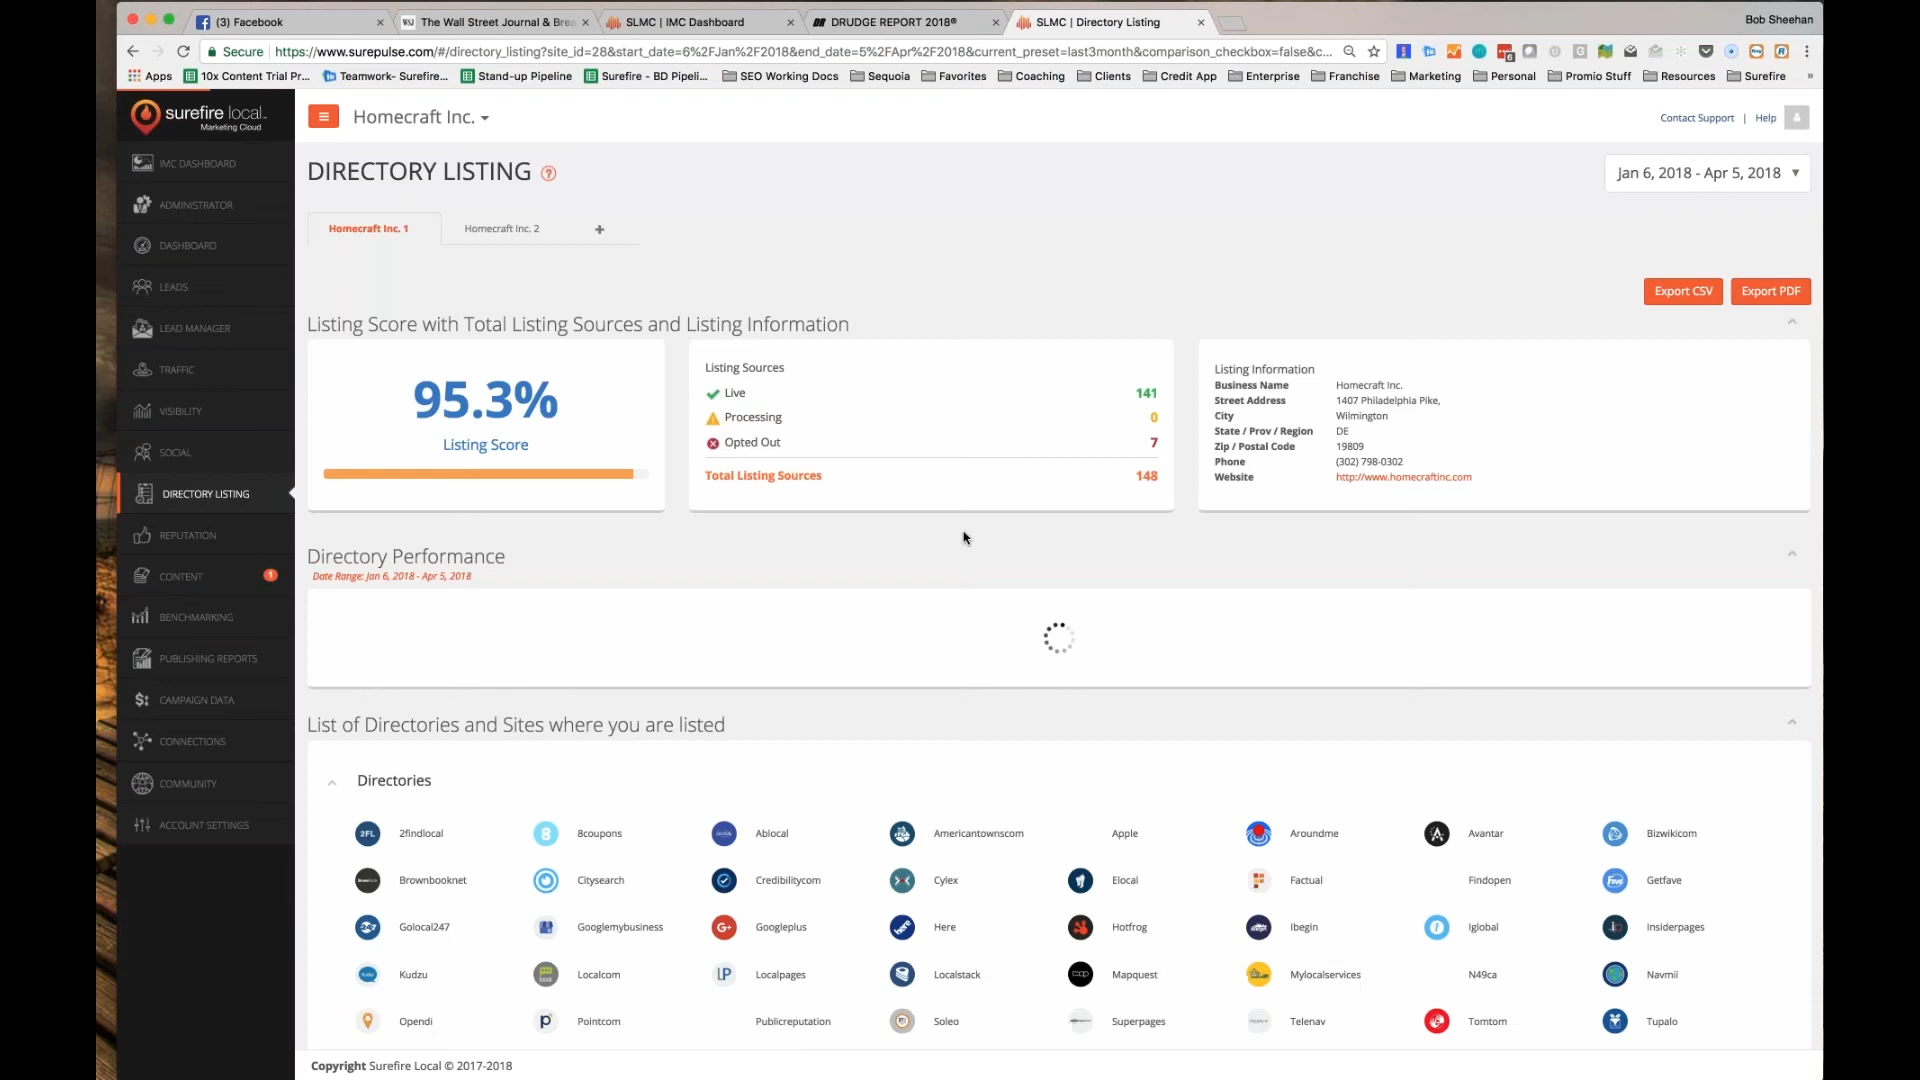 (3) Facebook
The Wall Street Journal & Brea
SLMC | IMC Dashboard
DRUDGE REPORT 2018®
SLMC | Directory Listing
Bob Sheehan
Secure
https://www.surepulse.com/#/directory_listing?site_id=28&start_date=6%2FJan%2F2018&end_date=5%2FApr%2F2018&current_preset=last3month&comparison_checkbox=false&c...
Apps
10x Content Trial Pr...
Teamwork- Surefire...
Stand-up Pipeline
Surefire - BD Pipeli...
SEO Working Docs
Sequoia
Favorites
Coaching
Clients
Credit App
Enterprise
Franchise
Marketing
Personal
Promio Stuff
Resources
Surefire
»
surefire local
Marketing Cloud
Homecraft Inc.
Contact Support | Help
IMC DASHBOARD
ADMINISTRATOR
DASHBOARD
LEADS
LEAD MANAGER
TRAFFIC
VISIBILITY
SOCIAL
DIRECTORY LISTING
REPUTATION
CONTENT 1
BENCHMARKING
PUBLISHING REPORTS
CAMPAIGN DATA
CONNECTIONS
COMMUNITY
ACCOUNT SETTINGS
DIRECTORY LISTING ?
Jan 6, 2018 - Apr 5, 2018
Homecraft Inc. 1
Homecraft Inc. 2
+
Export CSV
Export PDF
Listing Score with Total Listing Sources and Listing Information
95.3%
Listing Score
Listing Sources
Live 141
Processing 0
Opted Out 7
Total Listing Sources 148
Listing Information
Business Name Homecraft Inc.
Street Address 1407 Philadelphia Pike,
City Wilmington
State / Prov / Region DE
Zip / Postal Code 19809
Phone (302) 798-0302
Website http://www.homecraftinc.com
Directory Performance
Date Range: Jan 6, 2018 - Apr 5, 2018
List of Directories and Sites where you are listed
Directories
2FL 2findlocal 8 8coupons Ablocal Americantownscom Apple Aroundme Avantar Bizwikicom
Brownbooknet Citysearch Credibilitycom Cylex Elocal Factual Findopen Getfave
Golocal247 Googlemybusiness G+ Googleplus here Here Hotfrog Ibegin Iglobal Insiderpages
Kudzu Localcom LP Localpages Localstack Mapquest Mylocalservices N49ca Navmii
Opendi Pointcom Publicreputation Soleo Superpages Telenav Tomtom Tupalo
Copyright Surefire Local © 2017-2018